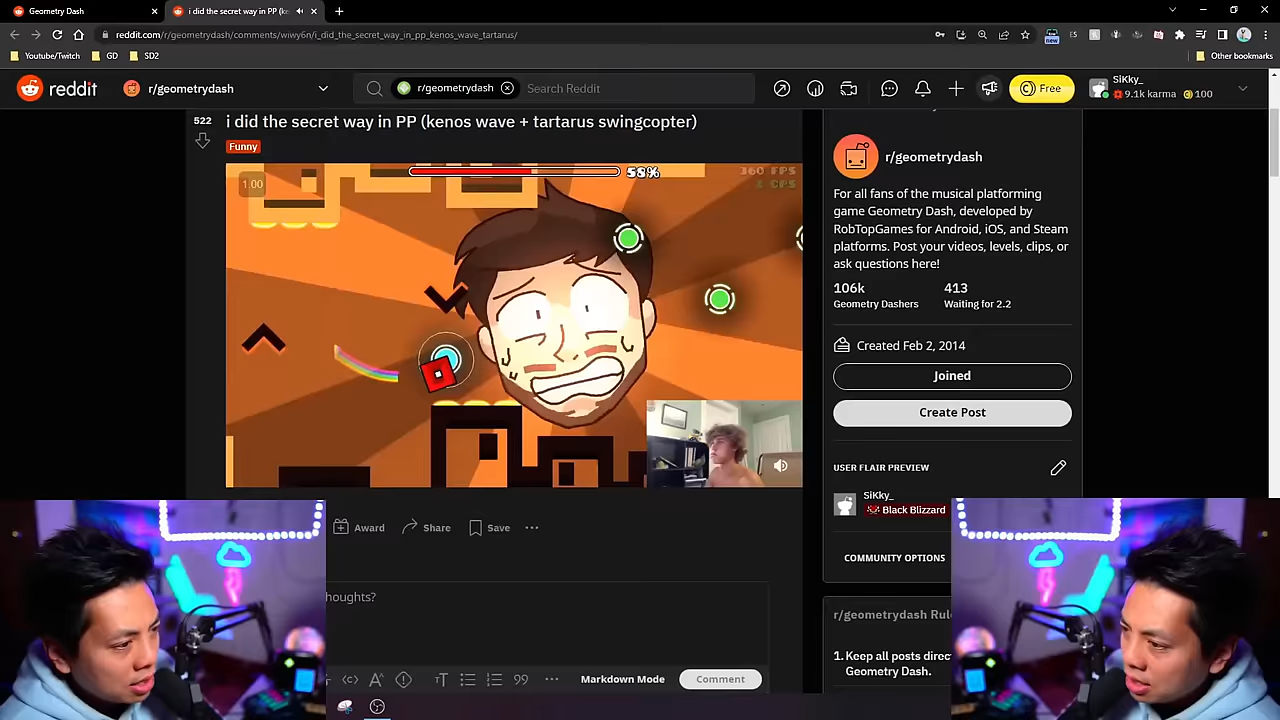 Geometry Dash
i did the secret way in PP (ke
reddit.com/r/geometrydash/comments/wiwy6n/i_did_the_secret_way_in_pp_kenos_wave_tartarus/
new
Youtube/Twitch
GD
SD2
Other bookmarks
reddit
r/geometrydash
r/geometrydash
Search Reddit
Free
SiKky_
9.1k karma
100
522
i did the secret way in PP (kenos wave + tartarus swingcopter)
Funny
1.00
58%
360 FPS
CPS
Award
Share
Save
houghts?
Markdown Mode
Comment
r/geometrydash
For all fans of the musical platforming
game Geometry Dash, developed by
RobTopGames for Android, iOS, and Steam
platforms. Post your videos, levels, clips, or
ask questions here!
106k
413
Geometry Dashers
Waiting for 2.2
Created Feb 2, 2014
Joined
Create Post
USER FLAIR PREVIEW
SiKky_
Black Blizzard
COMMUNITY OPTIONS
r/geometrydash Rul
1. Keep all posts direc
Geometry Dash.